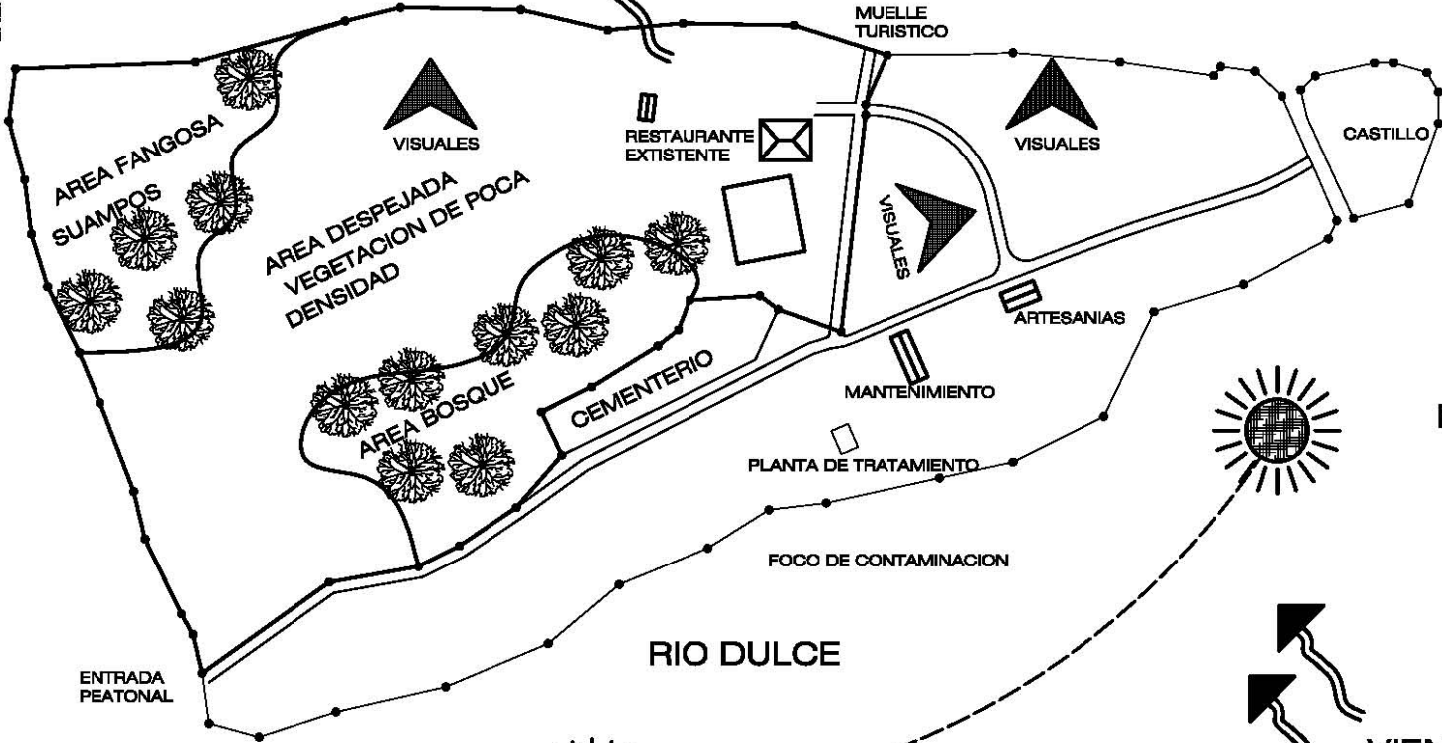 MUELLE
TURISTICO
CASTILLO
AREA FANGOSA
SUAMPOS
VISUALES
RESTAURANTE
EXTISTENTE
VISUALES
AREA DESPEJADA
VEGETACION DE POCA
DENSIDAD
VISUALES
ARTESANIAS
CEMENTERIO
AREA BOSQUE
MANTENIMIENTO
PLANTA DE TRATAMIENTO
FOCO DE CONTAMINACION
RIO DULCE
ENTRADA
PEATONAL